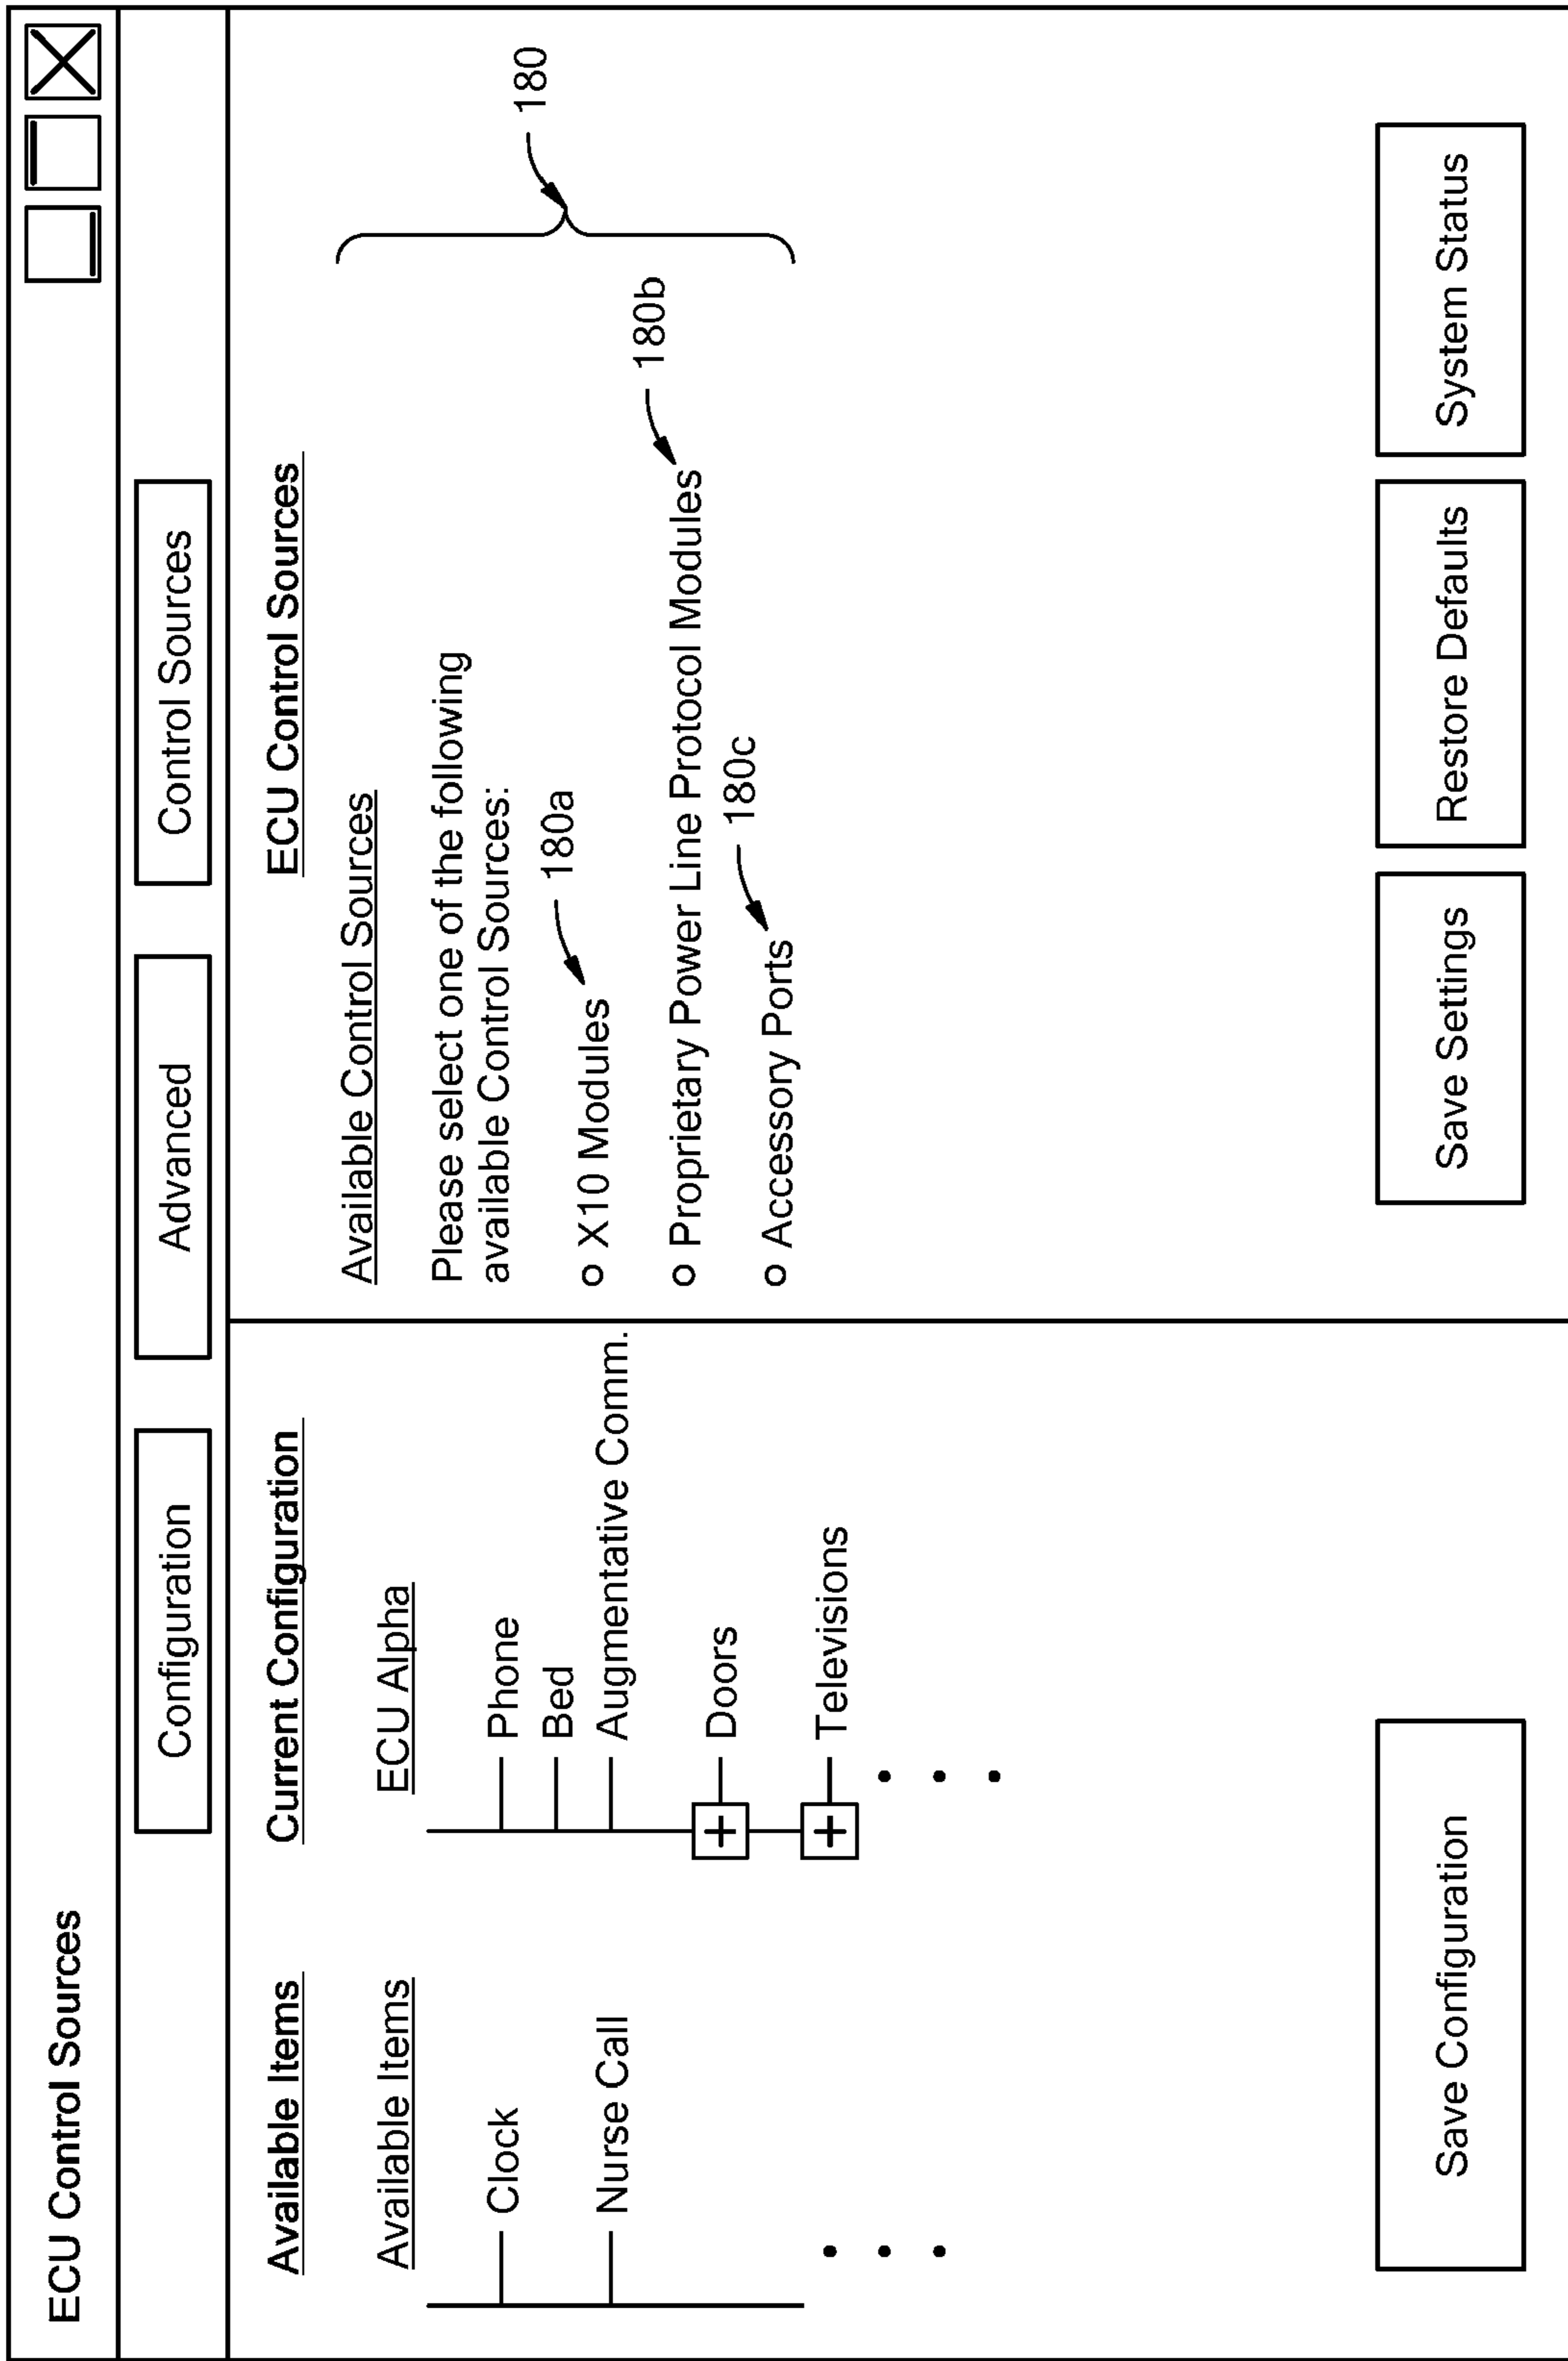 ECU Control Sources
Configuration
Advanced
Control Sources
Available Items
Available Items
Clock
Nurse Call
Current Configuration
ECU Alpha
Phone
Bed
Augmentative Comm.
+ Doors
+ Televisions
Save Configuration
ECU Control Sources
Available Control Sources
Please select one of the following
available Control Sources:
o X10 Modules
180a
o Proprietary Power Line Protocol Modules
180b
o Accessory Ports
180c
180
Save Settings
Restore Defaults
System Status